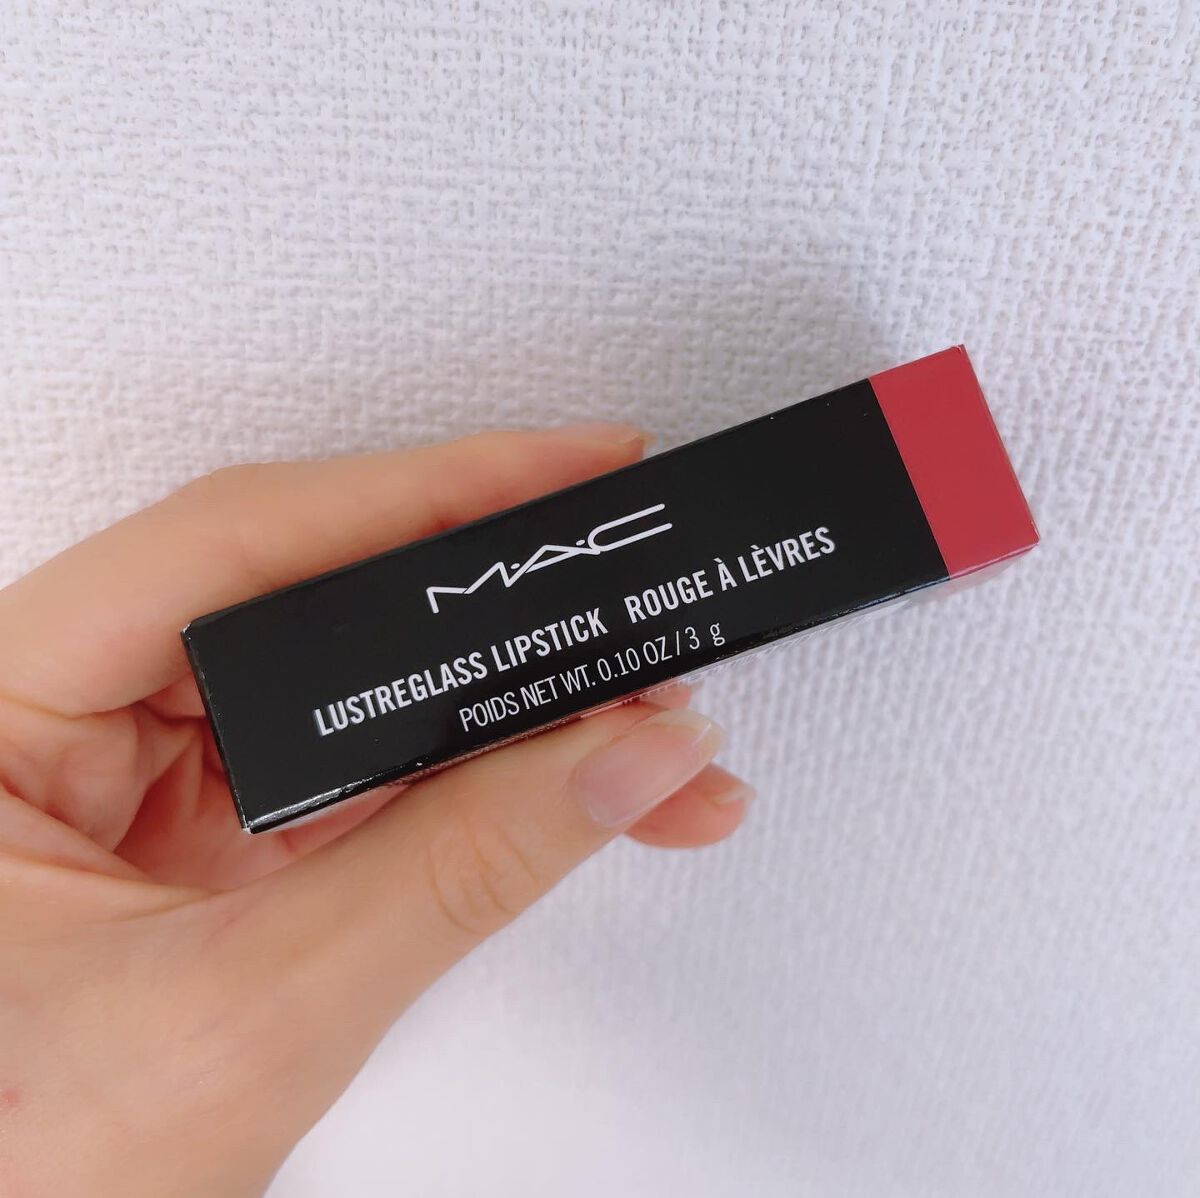 M·A·C
LUSTREGLASS LIPSTICK ROUGE À LÈVRES
POIDS NET WT. 0.10 OZ / 3 g